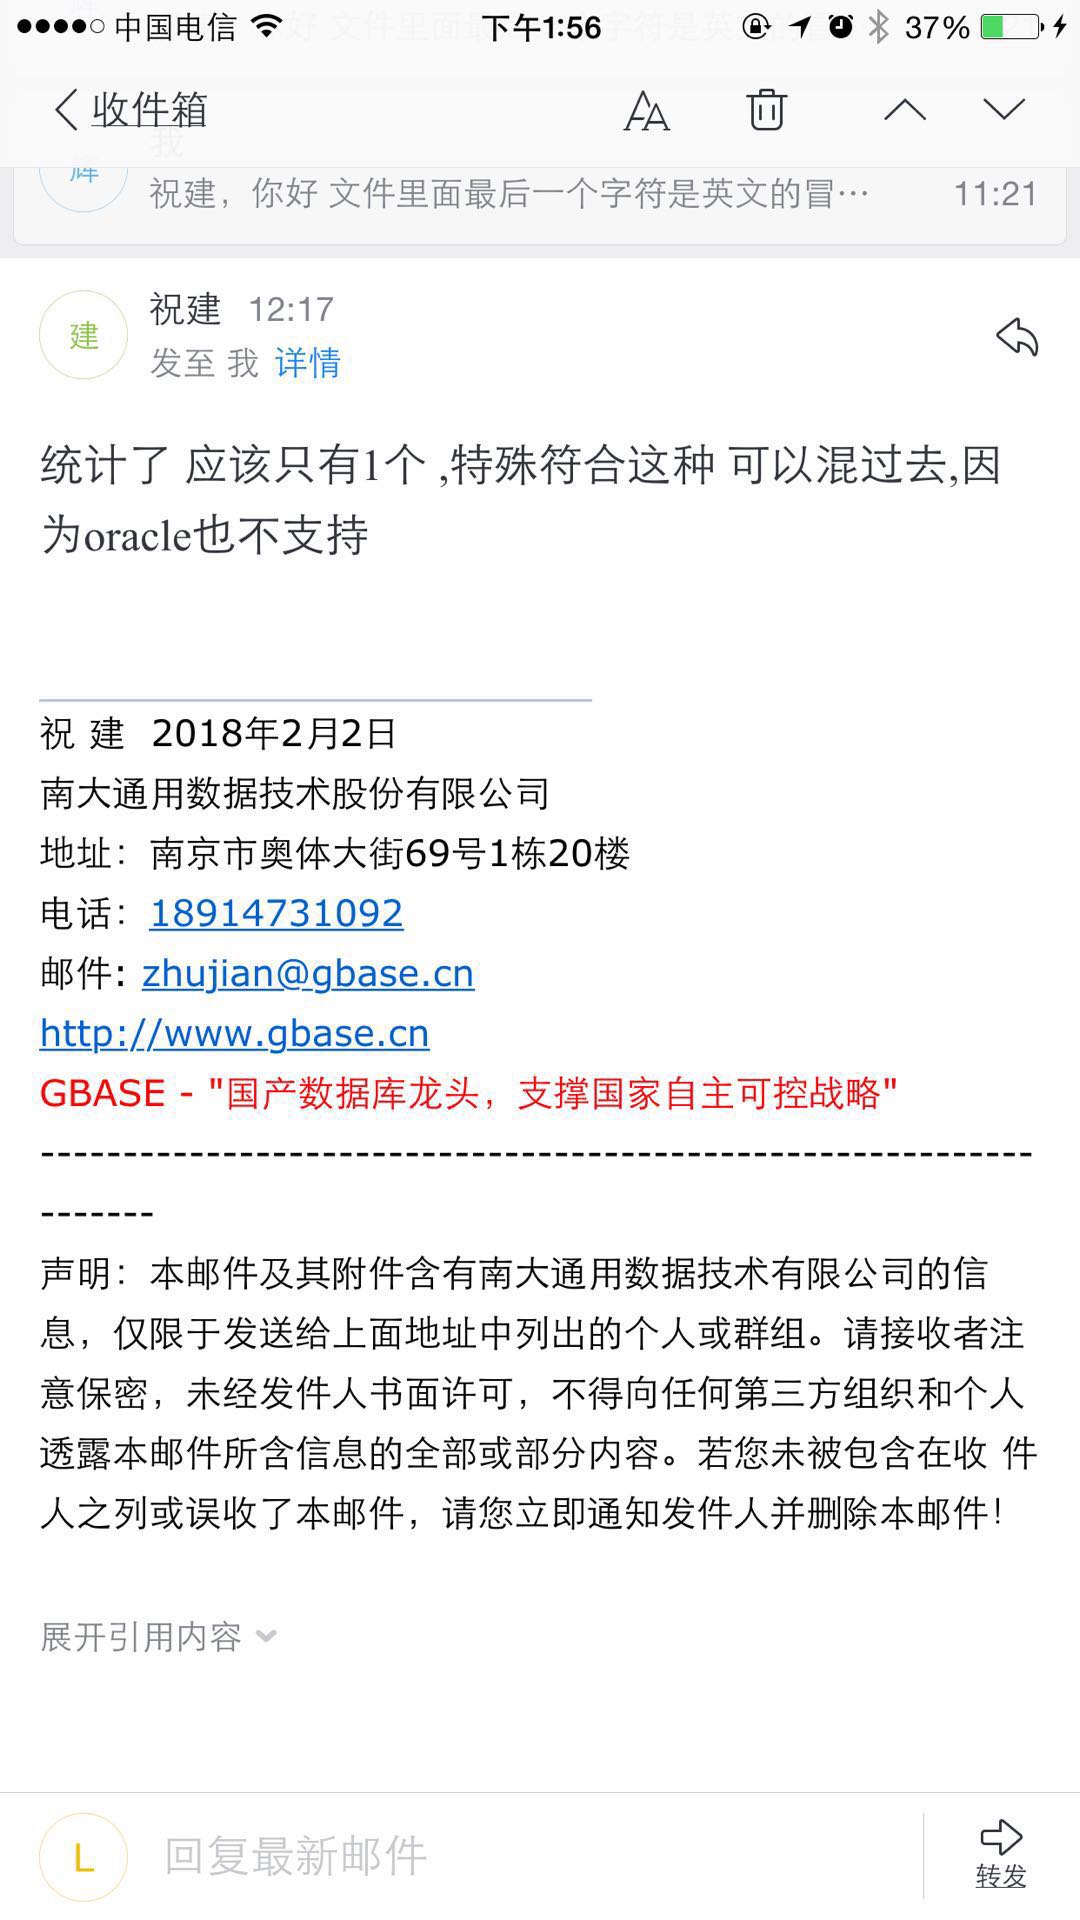 中国电信 下午1:56 37%
收件箱
辉 祝建，你好 文件里面最后一个字符是英文的冒… 11:21
建 祝建 12:17
发至 我 详情
统计了 应该只有1个 ,特殊符合这种 可以混过去,因
为oracle也不支持
祝 建 2018年2月2日
南大通用数据技术股份有限公司
地址：南京市奥体大街69号1栋20楼
电话：18914731092
邮件: zhujian@gbase.cn
http://www.gbase.cn
GBASE - "国产数据库龙头，支撑国家自主可控战略"
------------------------------------------------------------
-------
声明：本邮件及其附件含有南大通用数据技术有限公司的信
息，仅限于发送给上面地址中列出的个人或群组。请接收者注
意保密，未经发件人书面许可，不得向任何第三方组织和个人
透露本邮件所含信息的全部或部分内容。若您未被包含在收 件
人之列或误收了本邮件，请您立即通知发件人并删除本邮件！
展开引用内容
L 回复最新邮件 转发